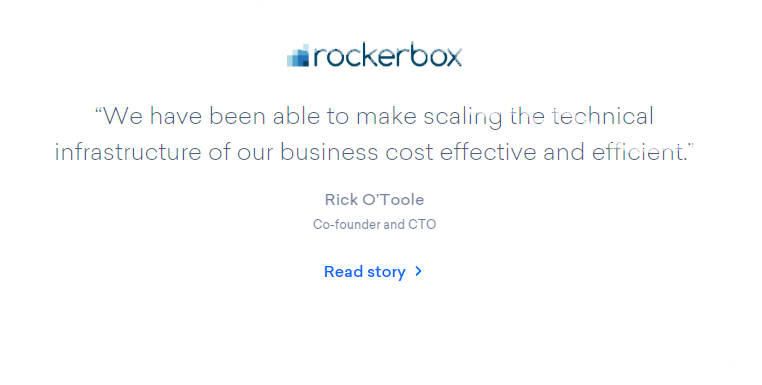 rockerbox
“We have been able to make scaling the technical
infrastructure of our business cost effective and efficient.”
Rick O’Toole
Co-founder and CTO
Read story